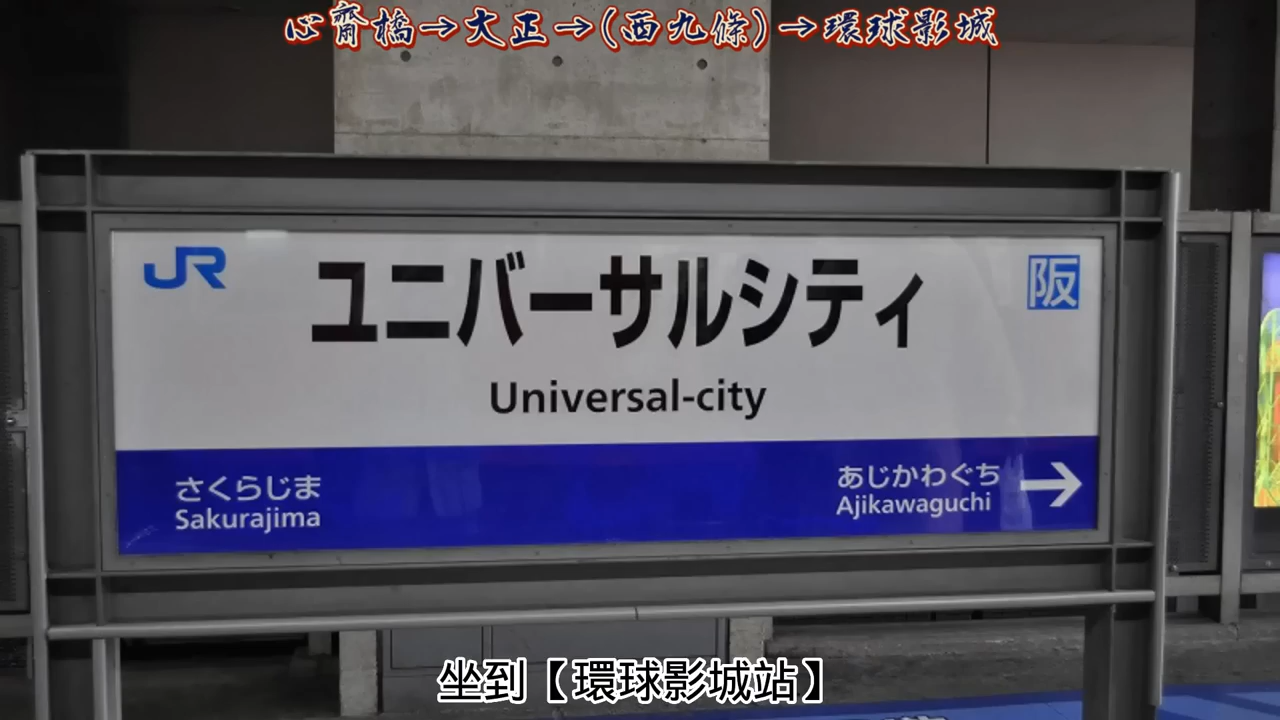 心齋橋→大正→(西九條)→環球影城
JR
ユニバーサルシティ
阪
Universal-city
さくらじま
Sakurajima
あじかわぐち
Ajikawaguchi →
坐到【環球影城站】